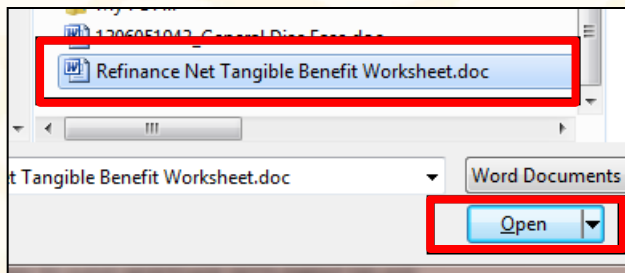 Refinance Net Tangible Benefit Worksheet.doc
t Tangible Benefit Worksheet.doc
Word Documents
Open